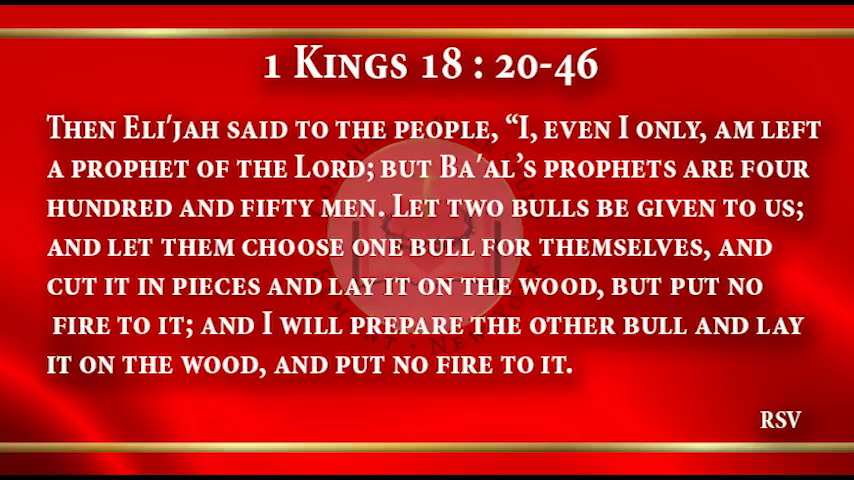 1 Kings 18 : 20-46
Then Eli′jah said to the people, “I, even I only, am left
a prophet of the Lord; but Ba′al’s prophets are four
hundred and fifty men. Let two bulls be given to us;
and let them choose one bull for themselves, and
cut it in pieces and lay it on the wood, but put no
fire to it; and I will prepare the other bull and lay
it on the wood, and put no fire to it.
RSV